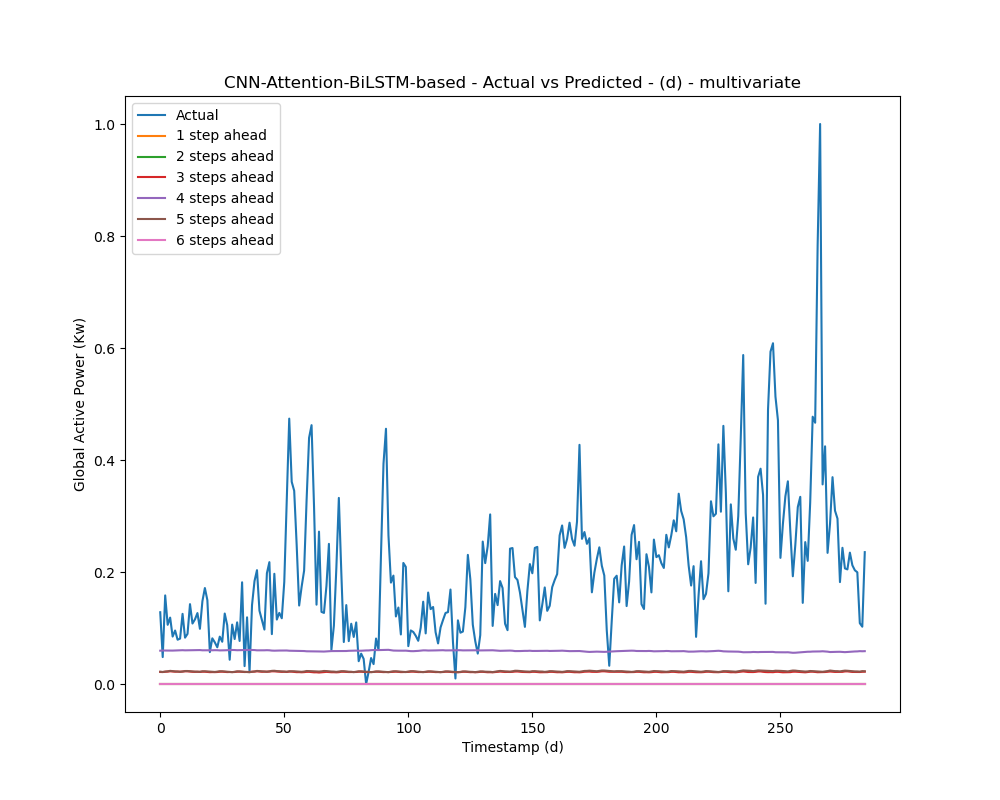 CNN-Attention-BiLSTM-based - Actual vs Predicted - (d) - multivariate
1.0
0.8
0.6
0.4
0.2
0.0
Global Active Power (Kw)
Actual
1 step ahead
2 steps ahead
3 steps ahead
4 steps ahead
5 steps ahead
6 steps ahead
0
50
100
150
200
250
Timestamp (d)